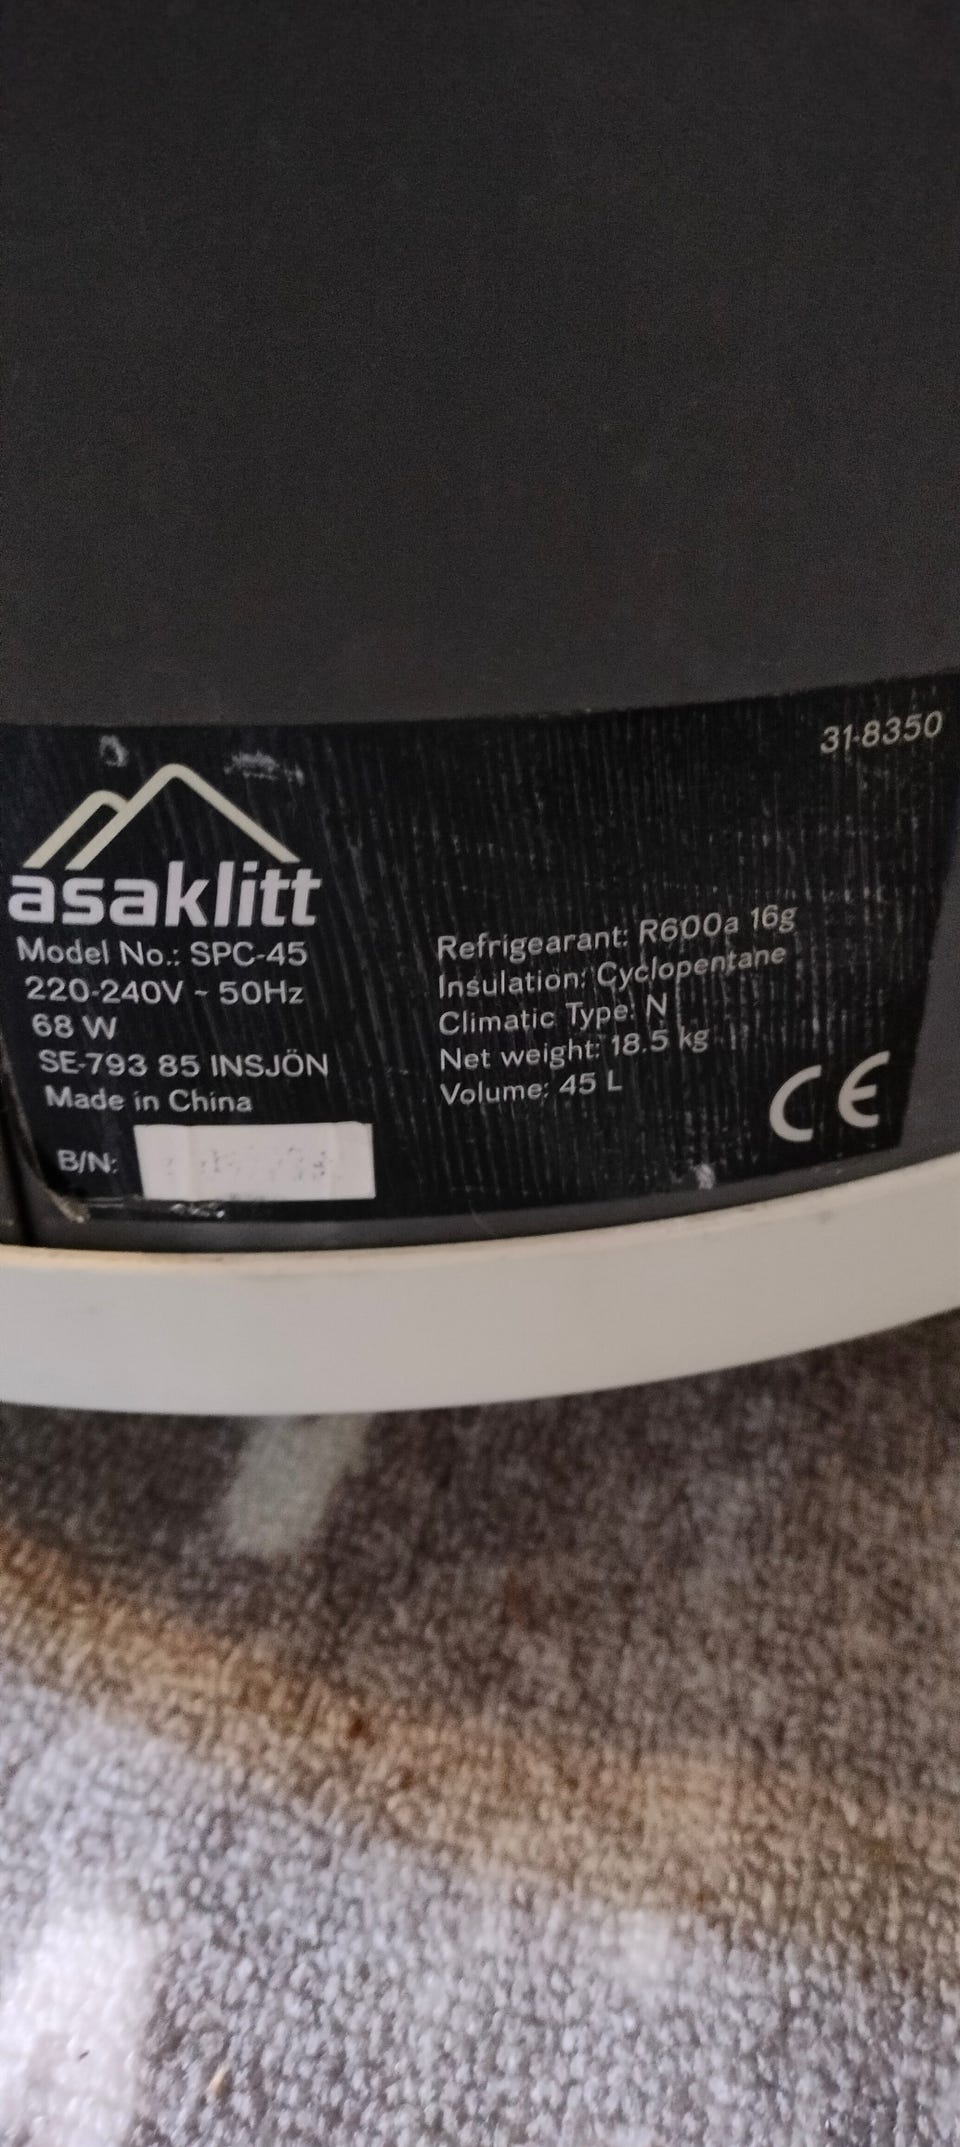 31-8350
asaklitt
Model No.: SPC-45
220-240V ~ 50Hz
68 W
SE-793 85 INSJÖN
Made in China
B/N:
Refrigearant: R600a 16g
Insulation: Cyclopentane
Climatic Type: N
Net weight: 18.5 kg
Volume: 45 L
CE